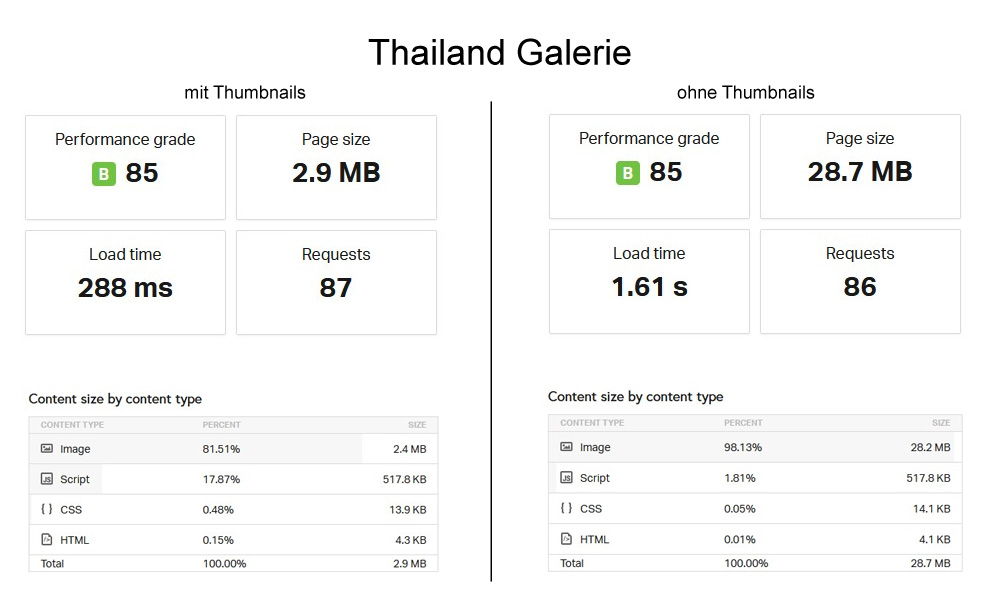 Thailand Galerie
mit Thumbnails
Performance grade
B 85
Page size
2.9 MB
Load time
288 ms
Requests
87
Content size by content type
CONTENT TYPE PERCENT SIZE
Image 81.51% 2.4 MB
Script 17.87% 517.8 KB
CSS 0.48% 13.9 KB
HTML 0.15% 4.3 KB
Total 100.00% 2.9 MB
ohne Thumbnails
Performance grade
B 85
Page size
28.7 MB
Load time
1.61 s
Requests
86
Content size by content type
CONTENT TYPE PERCENT SIZE
Image 98.13% 28.2 MB
Script 1.81% 517.8 KB
CSS 0.05% 14.1 KB
HTML 0.01% 4.1 KB
Total 100.00% 28.7 MB